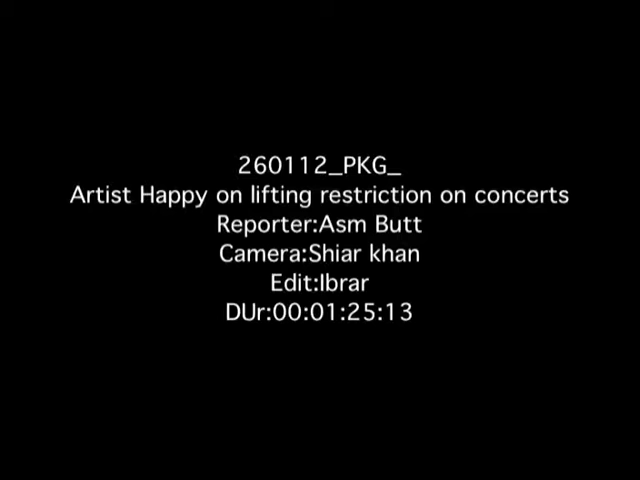 260112_PKG_
Artist Happy on lifting restriction on concerts
Reporter:Asm Butt
Camera:Shiar khan
Edit:Ibrar
DUr:00:01:25:13